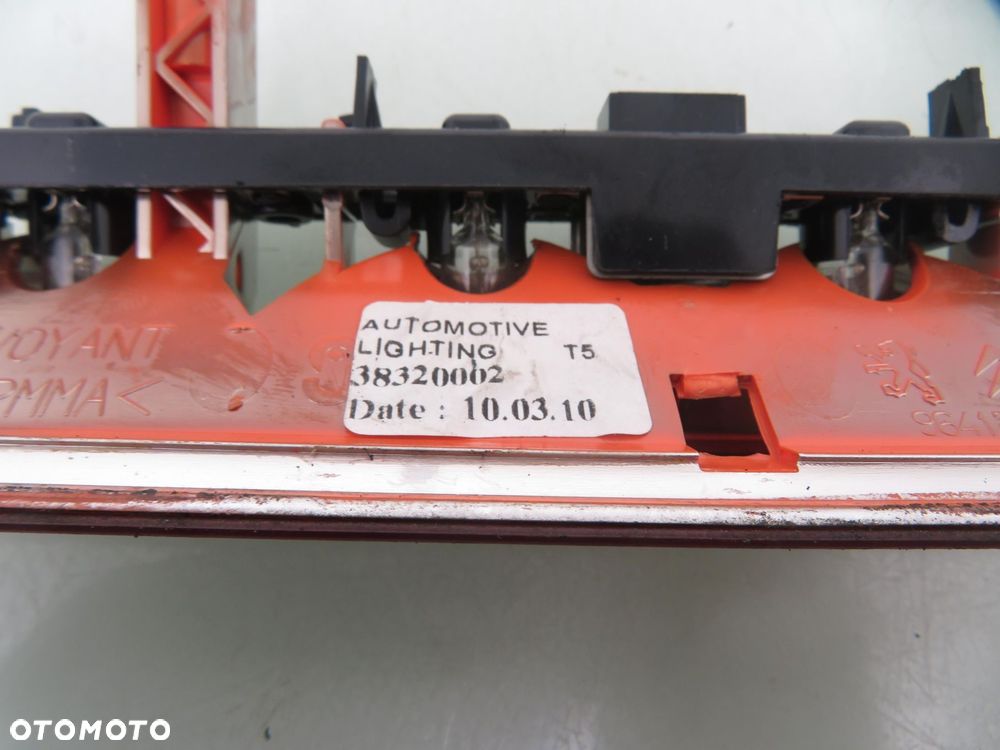 AUTOMOTIVE
LIGHTING T5
38320002
Date : 10.03.10
VOYANT
PMMA<
OTOMOTO